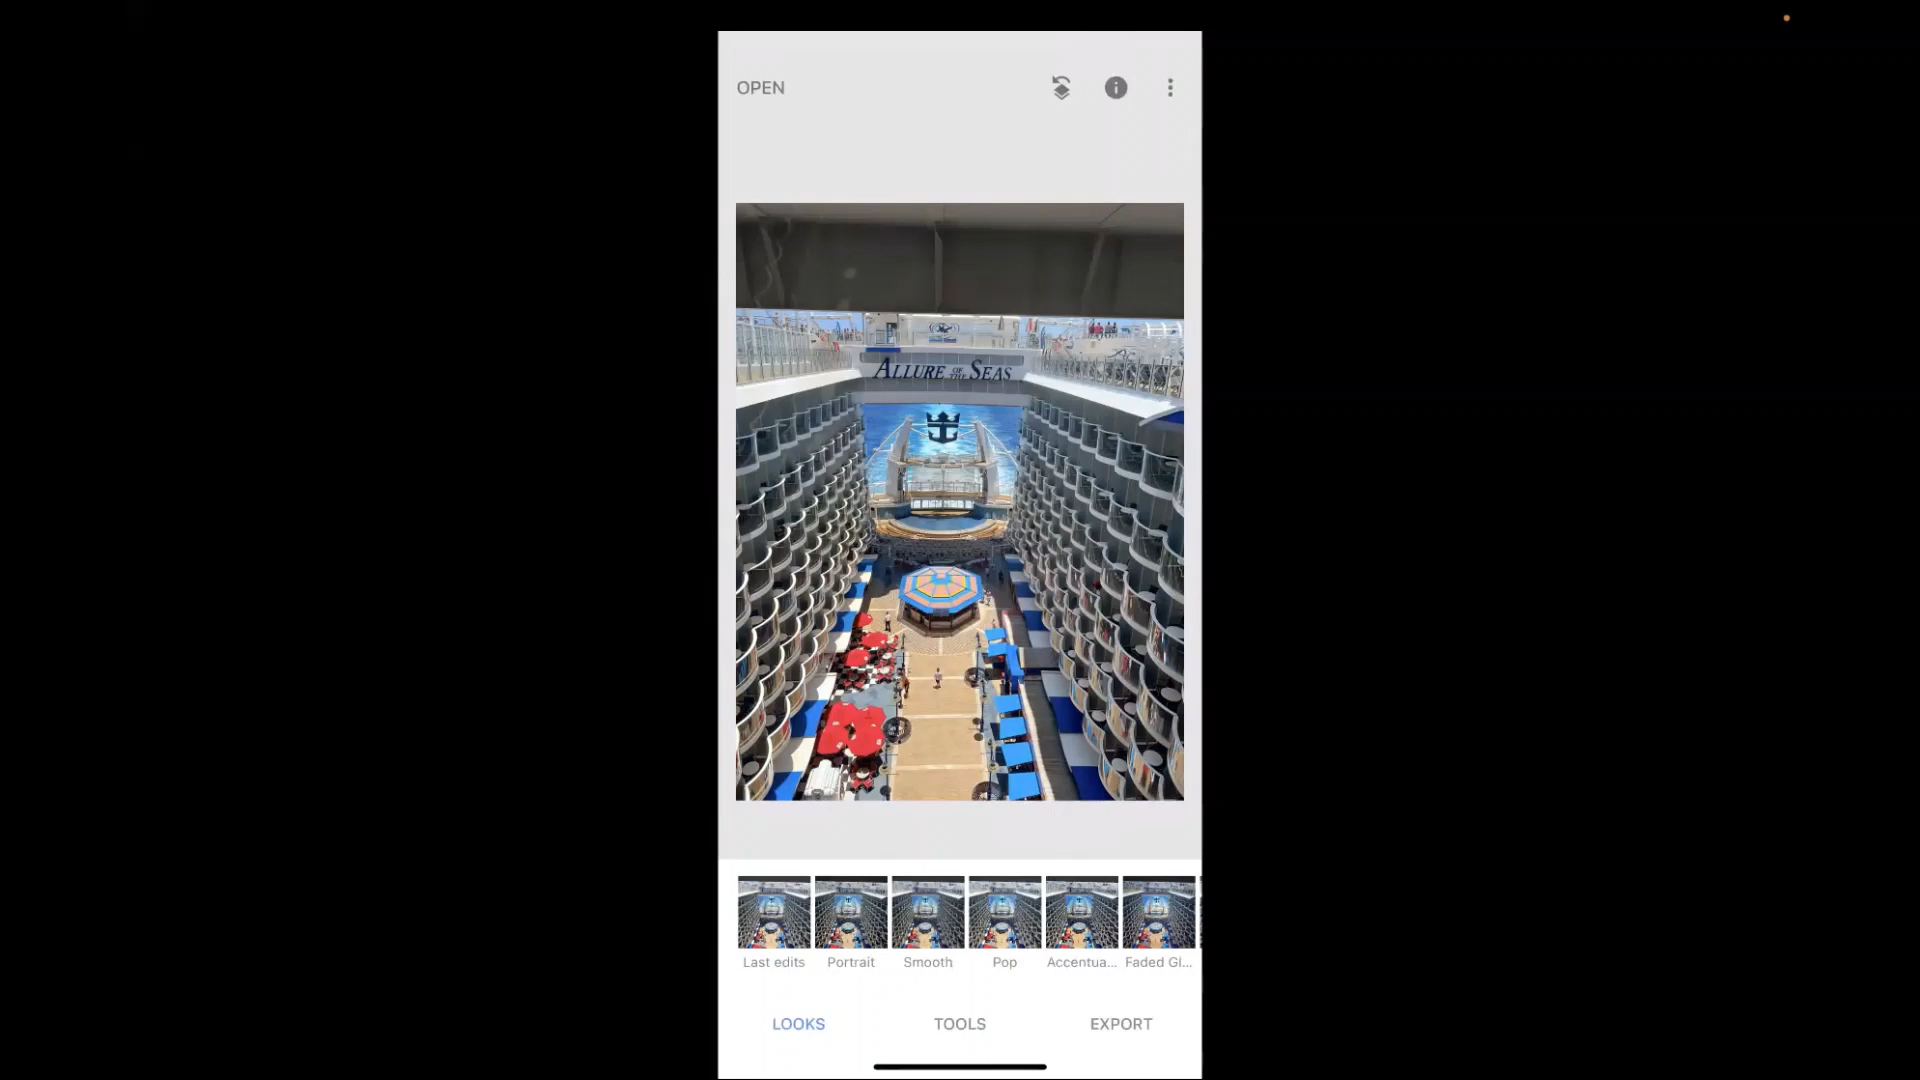 OPEN
ALLURE OF THE SEAS
Last edits
Portrait
Smooth
Pop
Accentua...
Faded Gl...
LOOKS
TOOLS
EXPORT